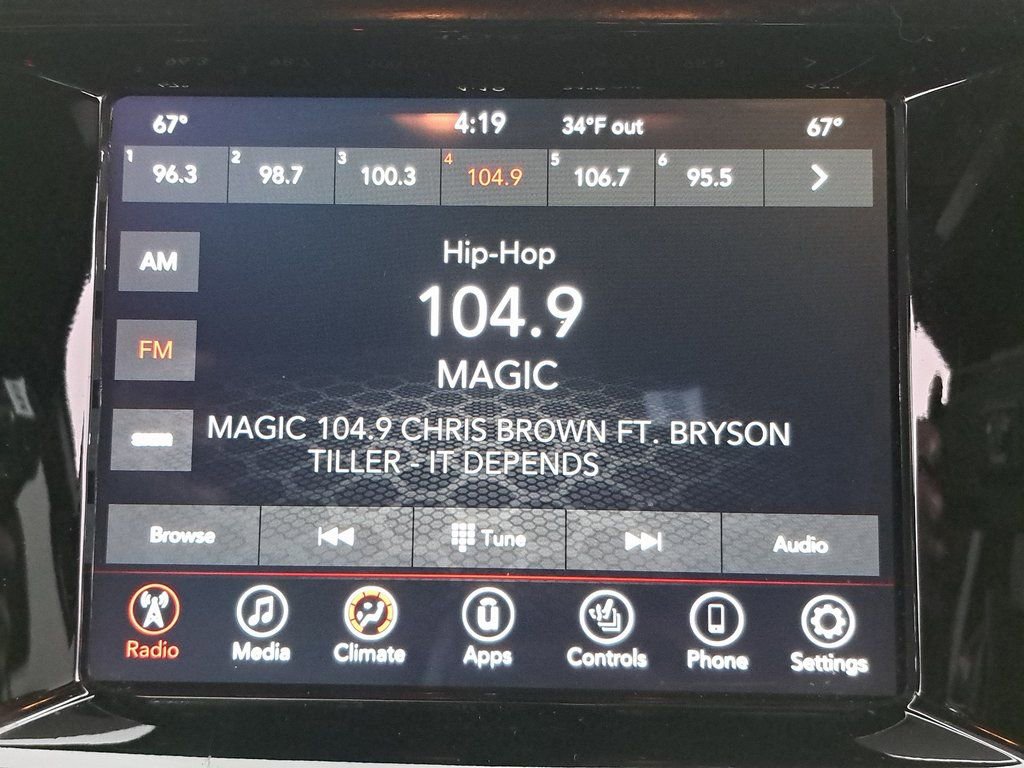 67° 4:19 34°F out 67°
1 96.3 2 98.7 3 100.3 4 104.9 5 106.7 6 95.5
AM
Hip-Hop
104.9
FM
MAGIC
MAGIC 104.9 CHRIS BROWN FT. BRYSON
TILLER - IT DEPENDS
Browse Tune Audio
Radio Media Climate Apps Controls Phone Settings